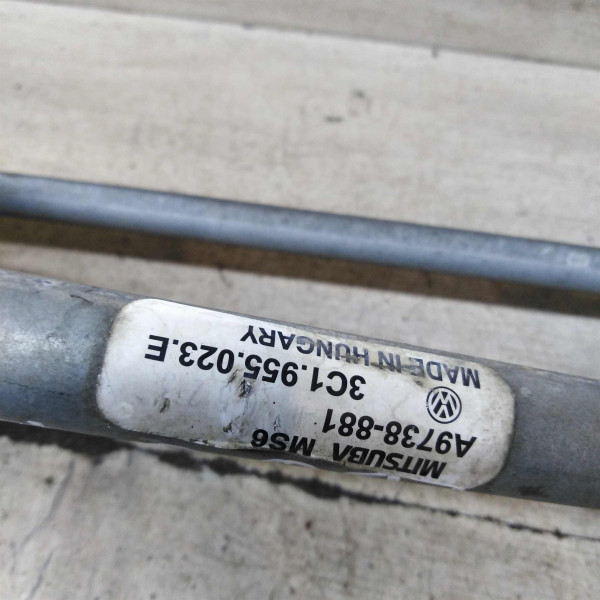 MITSUBA MS6
A9738-881
3C1.955.023.E
MADE IN HUNGARY